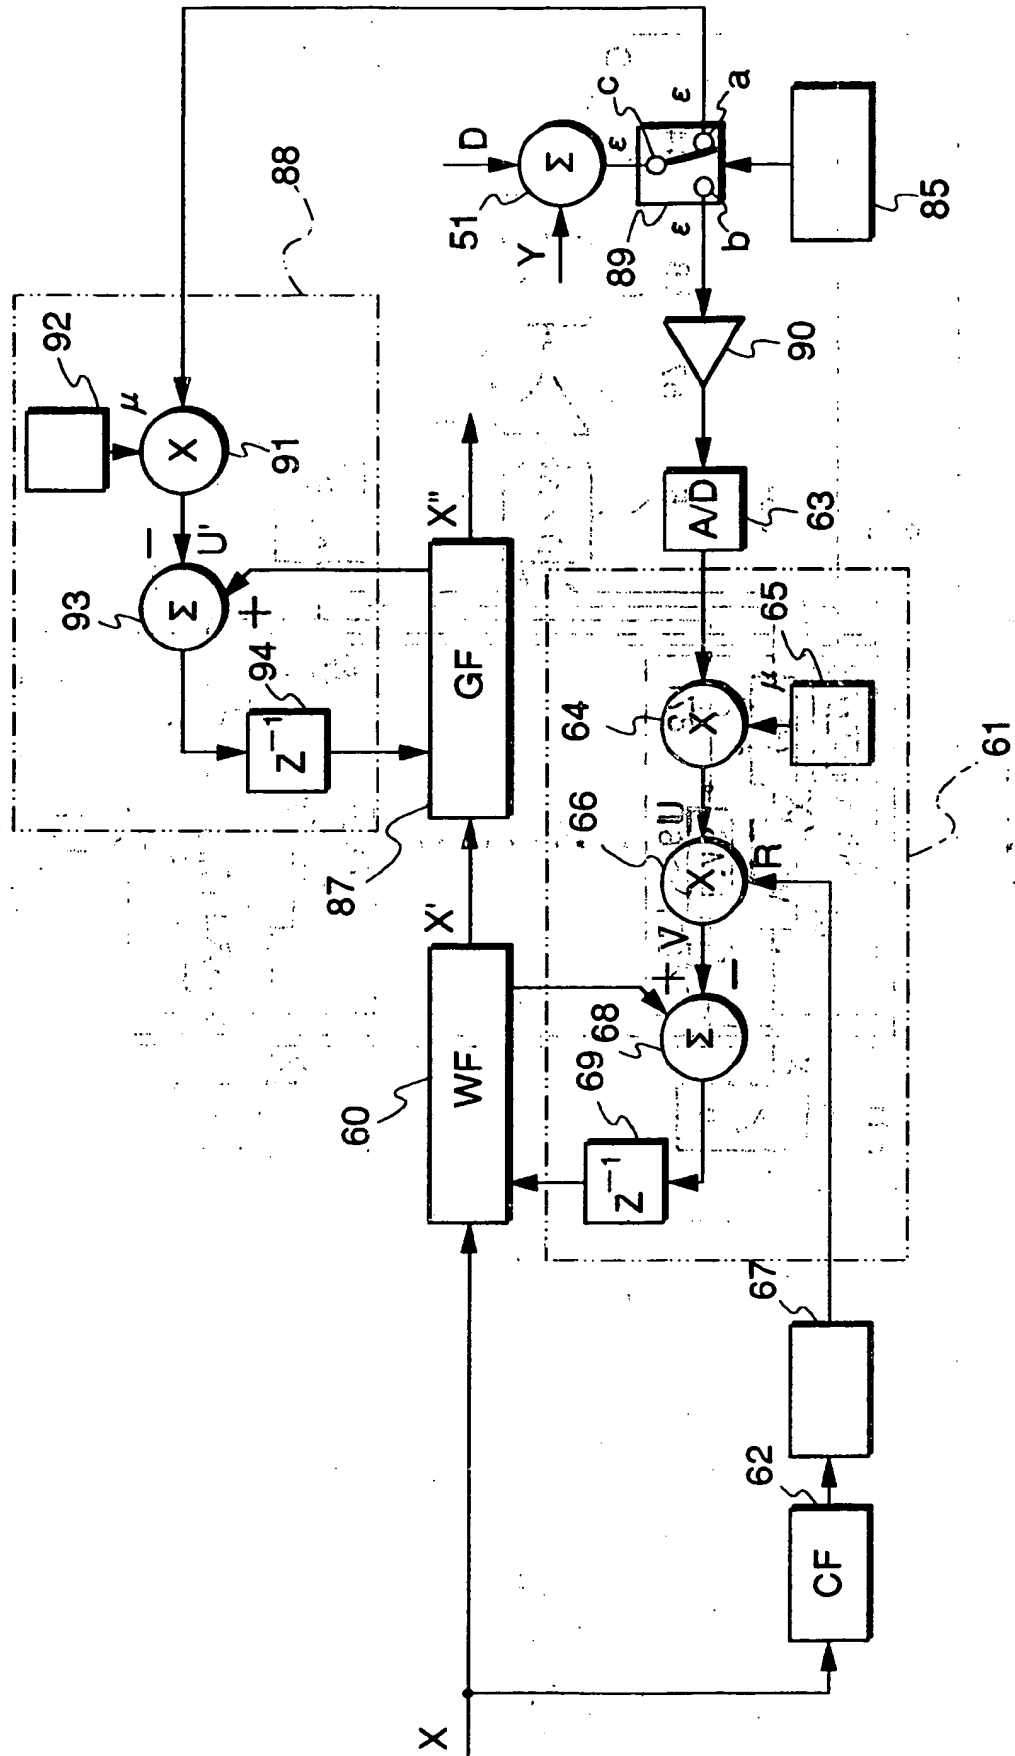 88
92
μ
91
93
U'
−
+
94
Z⁻¹
D
Σ
51
Y
ε
c
a
ε
ε
b
89
85
90
A/D
63
X
X'
X"
WF
60
GF
87
64
X
μ
65
66
X
U
R
V
+
−
68
Σ
69
Z⁻¹
61
67
62
CF
X
Σ